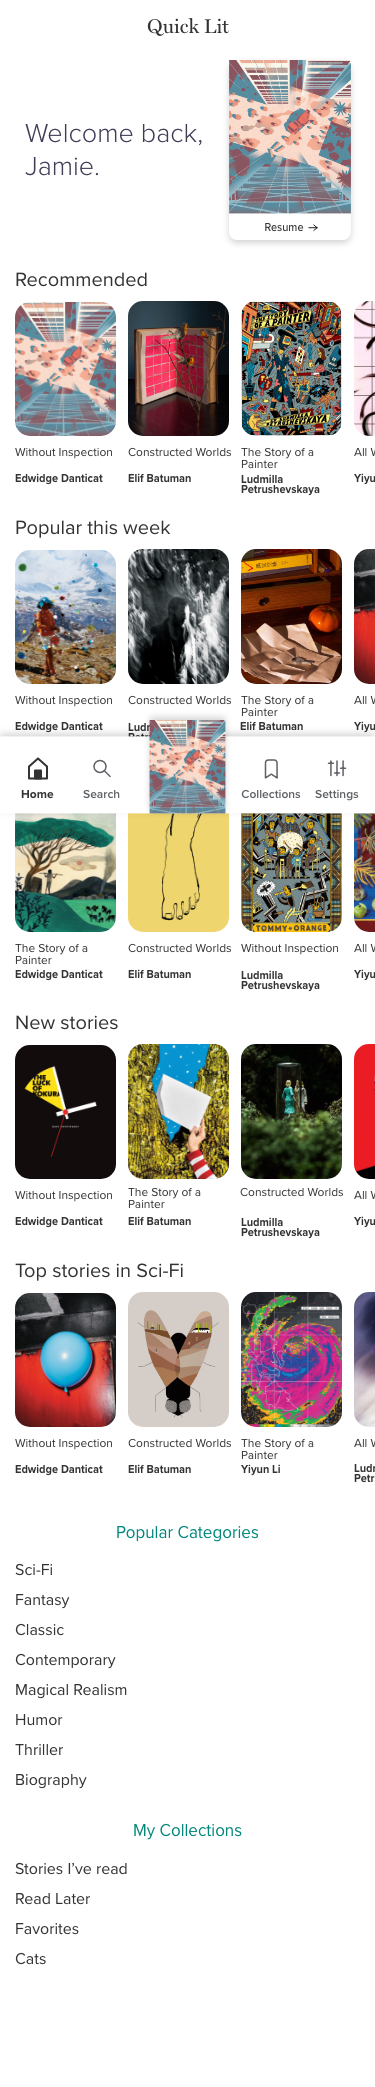 Quick Lit
Welcome back,
Jamie.
Resume →
Recommended
Without Inspection
Edwidge Danticat
Constructed Worlds
Elif Batuman
The Story of a
Painter
Ludmilla
Petrushevskaya
All
Yiyu
Popular this week
Without Inspection
Edwidge Danticat
Constructed Worlds
The Story of a
Painter
Elif Batuman
All
Yiyu
Home
Search
Collections
Settings
The Story of a
Painter
Edwidge Danticat
Constructed Worlds
Elif Batuman
TOMMY ORANGE
Without Inspection
Ludmilla
Petrushevskaya
All
Yiyu
New stories
THE
LUCK
OF
KOKURA
Without Inspection
Edwidge Danticat
The Story of a
Painter
Elif Batuman
Constructed Worlds
Ludmilla
Petrushevskaya
All
Yiyu
Top stories in Sci-Fi
Without Inspection
Edwidge Danticat
Constructed Worlds
Elif Batuman
The Story of a
Painter
Yiyun Li
All
Ludr
Petr
Popular Categories
Sci-Fi
Fantasy
Classic
Contemporary
Magical Realism
Humor
Thriller
Biography
My Collections
Stories I’ve read
Read Later
Favorites
Cats